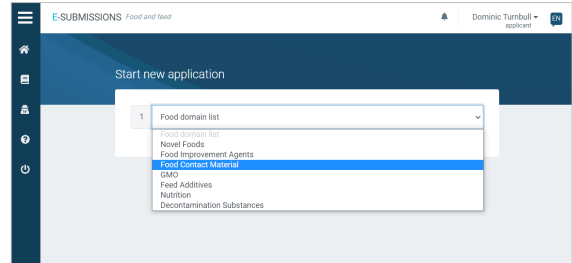 E-SUBMISSIONS Food and feed
Dominic Turnbull
applicant
EN
Start new application
1 Food domain list
Food domain list
Novel Foods
Food Improvement Agents
Food Contact Material
GMO
Feed Additives
Nutrition
Decontamination Substances